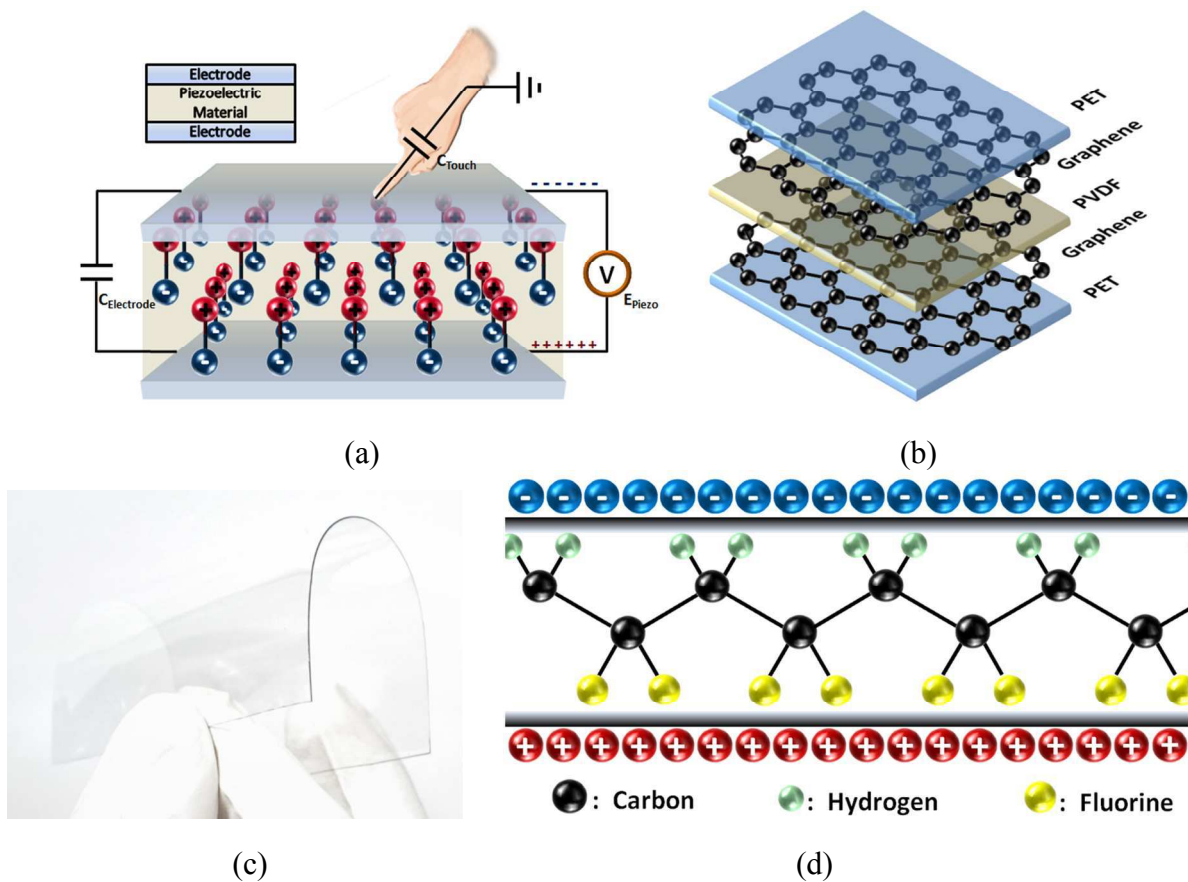 Electrode
Piezoelectric
Material
Electrode
C_Touch
- - - - - -
C_Electrode
V
E_Piezo
++++++
PET
Graphene
PVDF
Graphene
PET
(a)
(b)
: Carbon
: Hydrogen
: Fluorine
(c)
(d)